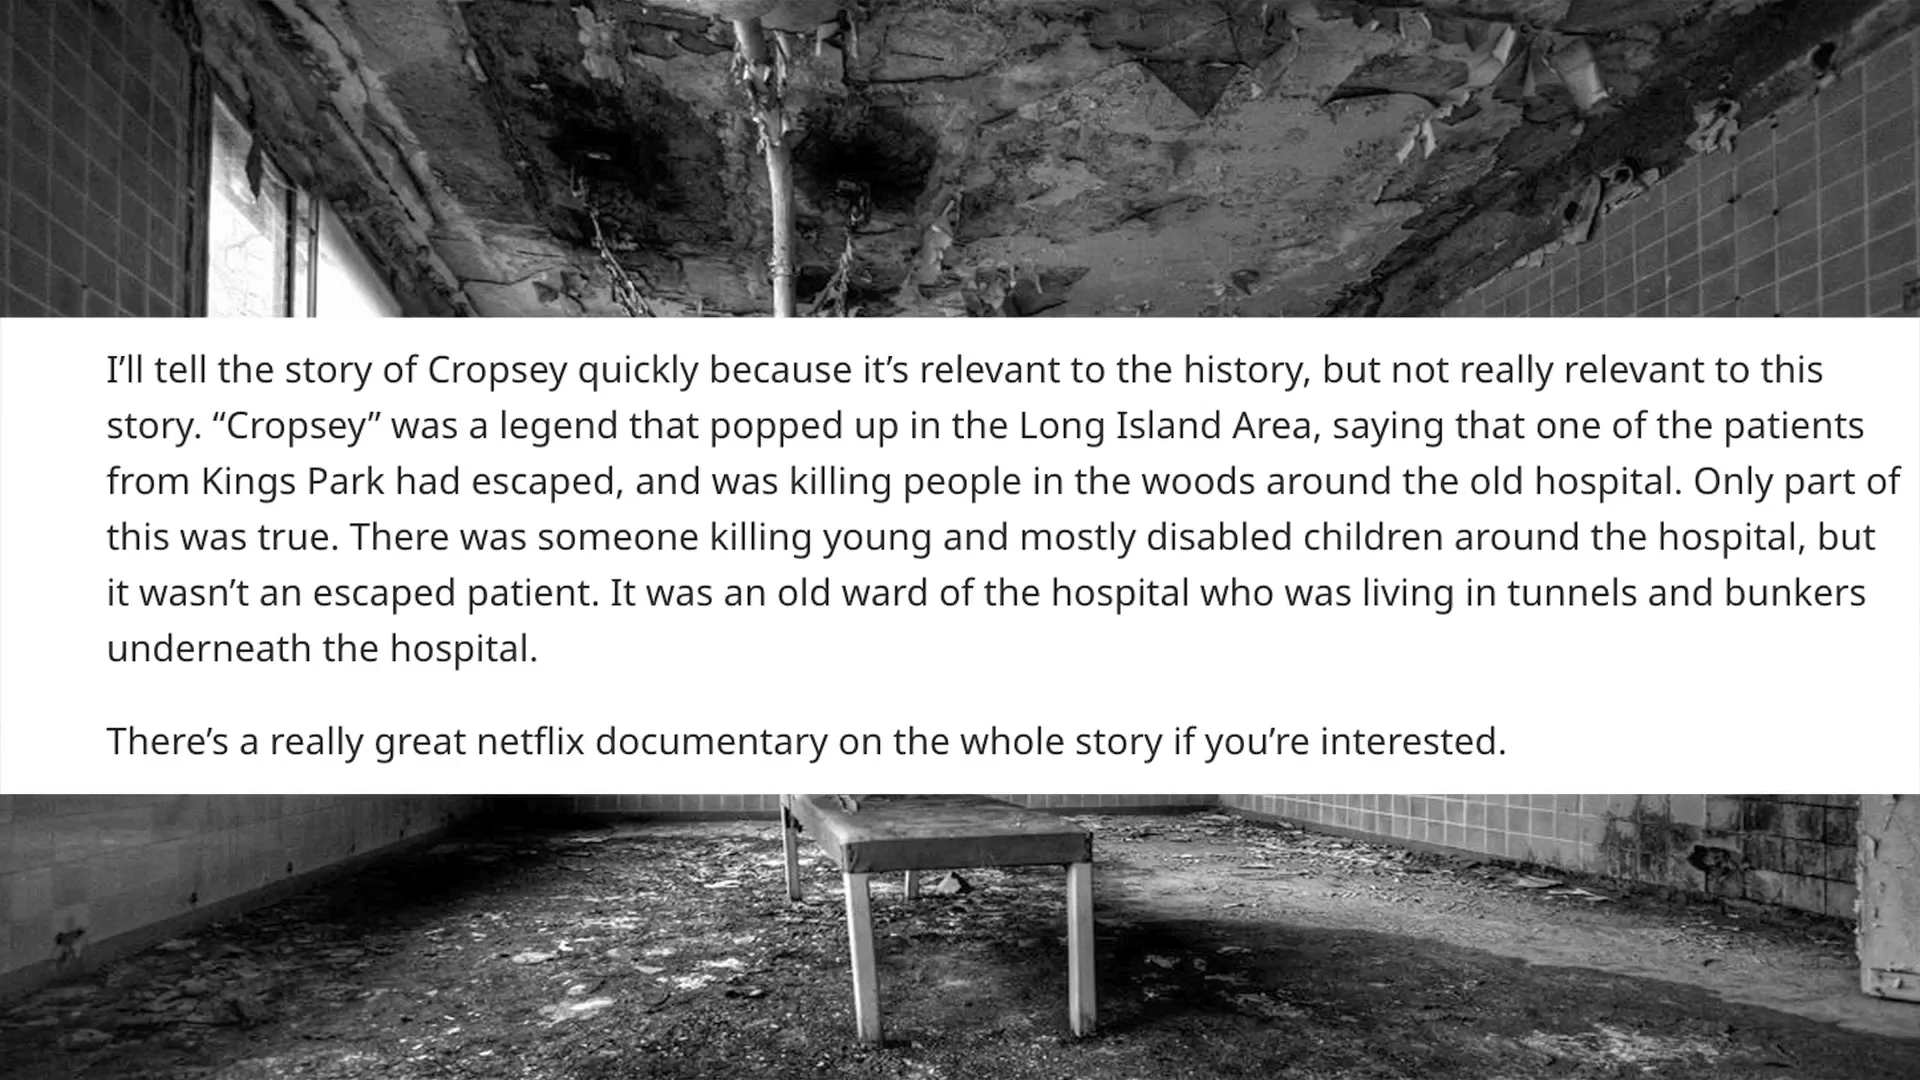 I’ll tell the story of Cropsey quickly because it’s relevant to the history, but not really relevant to this
story. “Cropsey” was a legend that popped up in the Long Island Area, saying that one of the patients
from Kings Park had escaped, and was killing people in the woods around the old hospital. Only part of
this was true. There was someone killing young and mostly disabled children around the hospital, but
it wasn’t an escaped patient. It was an old ward of the hospital who was living in tunnels and bunkers
underneath the hospital.
There’s a really great netflix documentary on the whole story if you’re interested.